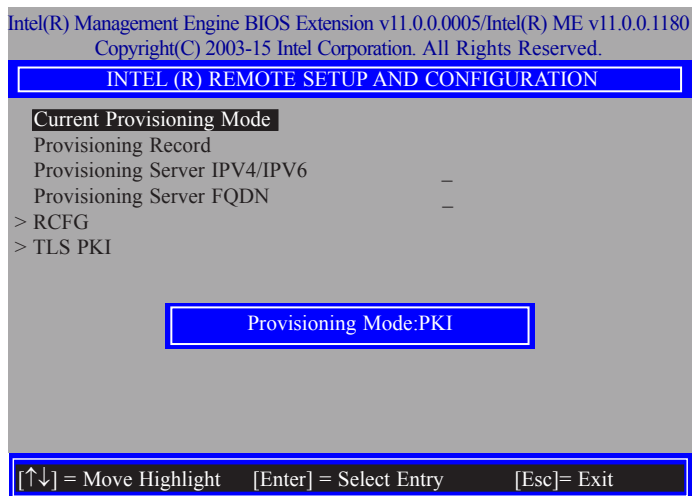 Intel(R) Management Engine BIOS Extension v11.0.0.0005/Intel(R) ME v11.0.0.1180
Copyright(C) 2003-15 Intel Corporation. All Rights Reserved.
INTEL (R) REMOTE SETUP AND CONFIGURATION
Current Provisioning Mode
Provisioning Record
Provisioning Server IPV4/IPV6 _
Provisioning Server FQDN _
> RCFG
> TLS PKI
Provisioning Mode:PKI
[↑↓] = Move Highlight [Enter] = Select Entry [Esc]= Exit